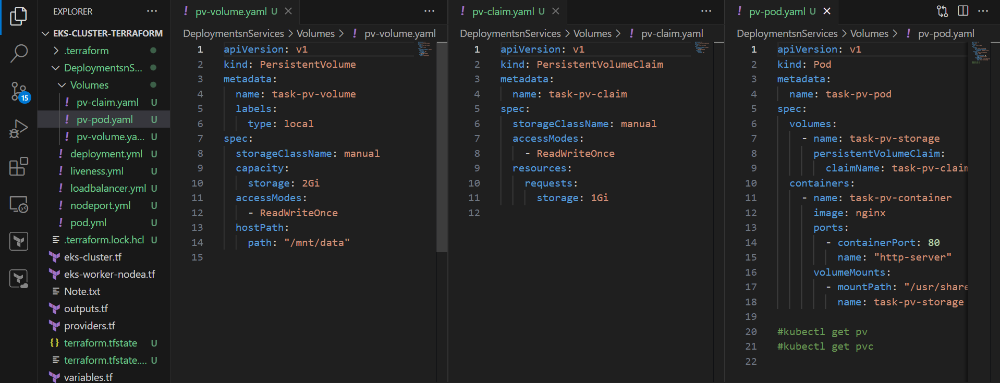 EXPLORER
EKS-CLUSTER-TERRAFORM
.terraform
DeploymentsnS...
Volumes
pv-claim.yaml U
pv-pod.yaml U
pv-volume.ya... U
deployment.yml U
liveness.yml U
loadbalancer.yml U
nodeport.yml U
pod.yml U
.terraform.lock.hcl U
eks-cluster.tf
eks-worker-nodea.tf
Note.txt
outputs.tf
providers.tf
{} terraform.tfstate U
terraform.tfstate.... U
variables.tf
15
! pv-volume.yaml U
DeploymentsnServices > Volumes > ! pv-volume.yaml
1 apiVersion: v1
2 kind: PersistentVolume
3 metadata:
4 name: task-pv-volume
5 labels:
6 type: local
7 spec:
8 storageClassName: manual
9 capacity:
10 storage: 2Gi
11 accessModes:
12 - ReadWriteOnce
13 hostPath:
14 path: "/mnt/data"
15
! pv-claim.yaml U
DeploymentsnServices > Volumes > ! pv-claim.yaml
1 apiVersion: v1
2 kind: PersistentVolumeClaim
3 metadata:
4 name: task-pv-claim
5 spec:
6 storageClassName: manual
7 accessModes:
8 - ReadWriteOnce
9 resources:
10 requests:
11 storage: 1Gi
12
! pv-pod.yaml U
DeploymentsnServices > Volumes > ! pv-pod.yaml
1 apiVersion: v1
2 kind: Pod
3 metadata:
4 name: task-pv-pod
5 spec:
6 volumes:
7 - name: task-pv-storage
8 persistentVolumeClaim:
9 claimName: task-pv-claim
10 containers:
11 - name: task-pv-container
12 image: nginx
13 ports:
14 - containerPort: 80
15 name: "http-server"
16 volumeMounts:
17 - mountPath: "/usr/share
18 name: task-pv-storage
19
20 #kubectl get pv
21 #kubectl get pvc
22